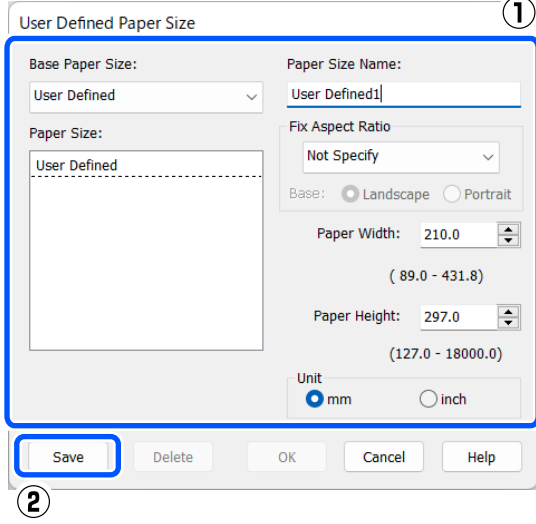 User Defined Paper Size
①
Base Paper Size:
User Defined
Paper Size:
User Defined
Paper Size Name:
User Defined1
Fix Aspect Ratio
Not Specify
Base: Landscape Portrait
Paper Width: 210.0
( 89.0 - 431.8)
Paper Height: 297.0
(127.0 - 18000.0)
Unit
mm inch
Save Delete OK Cancel Help
②